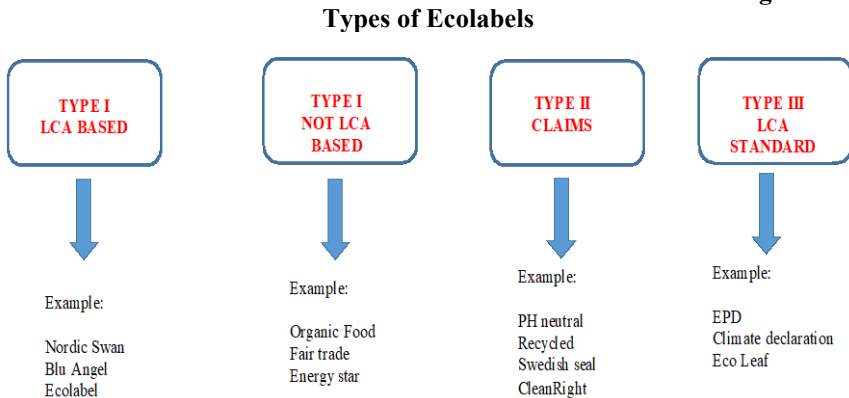 Types of Ecolabels
TYPE I
LCA BASED
Example:
Nordic Swan
Blu Angel
Ecolabel
TYPE I
NOT LCA
BASED
Example:
Organic Food
Fair trade
Energy star
TYPE II
CLAIMS
Example:
PH neutral
Recycled
Swedish seal
CleanRight
TYPE III
LCA
STANDARD
Example:
EPD
Climate declaration
Eco Leaf